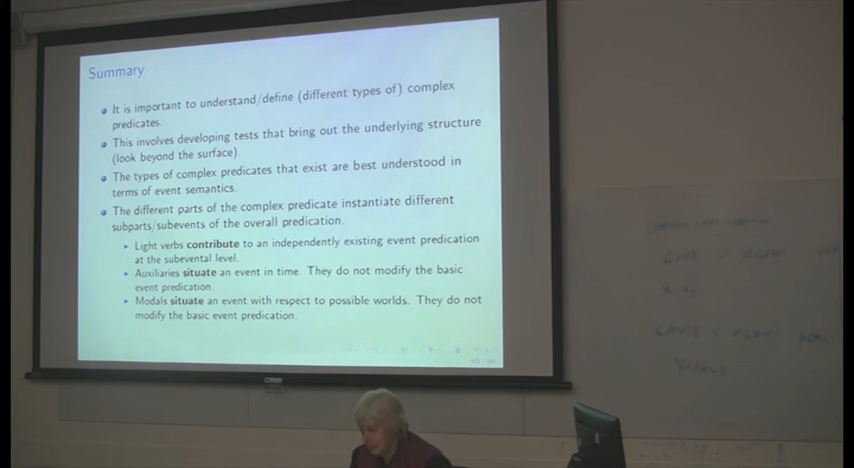 Summary
It is important to understand/define (different types of) complex
predicates.
This involves developing tests that bring out the underlying structure
(look beyond the surface).
The types of complex predicates that exist are best understood in
terms of event semantics.
The different parts of the complex predicate instantiate different
subparts/subevents of the overall predication.
Light verbs contribute to an independently existing event predication
at the subevental level.
Auxiliaries situate an event in time. They do not modify the basic
event predication.
Modals situate an event with respect to possible worlds. They do not
modify the basic event predication.
GIVE AGENT
CAUSE AGENT